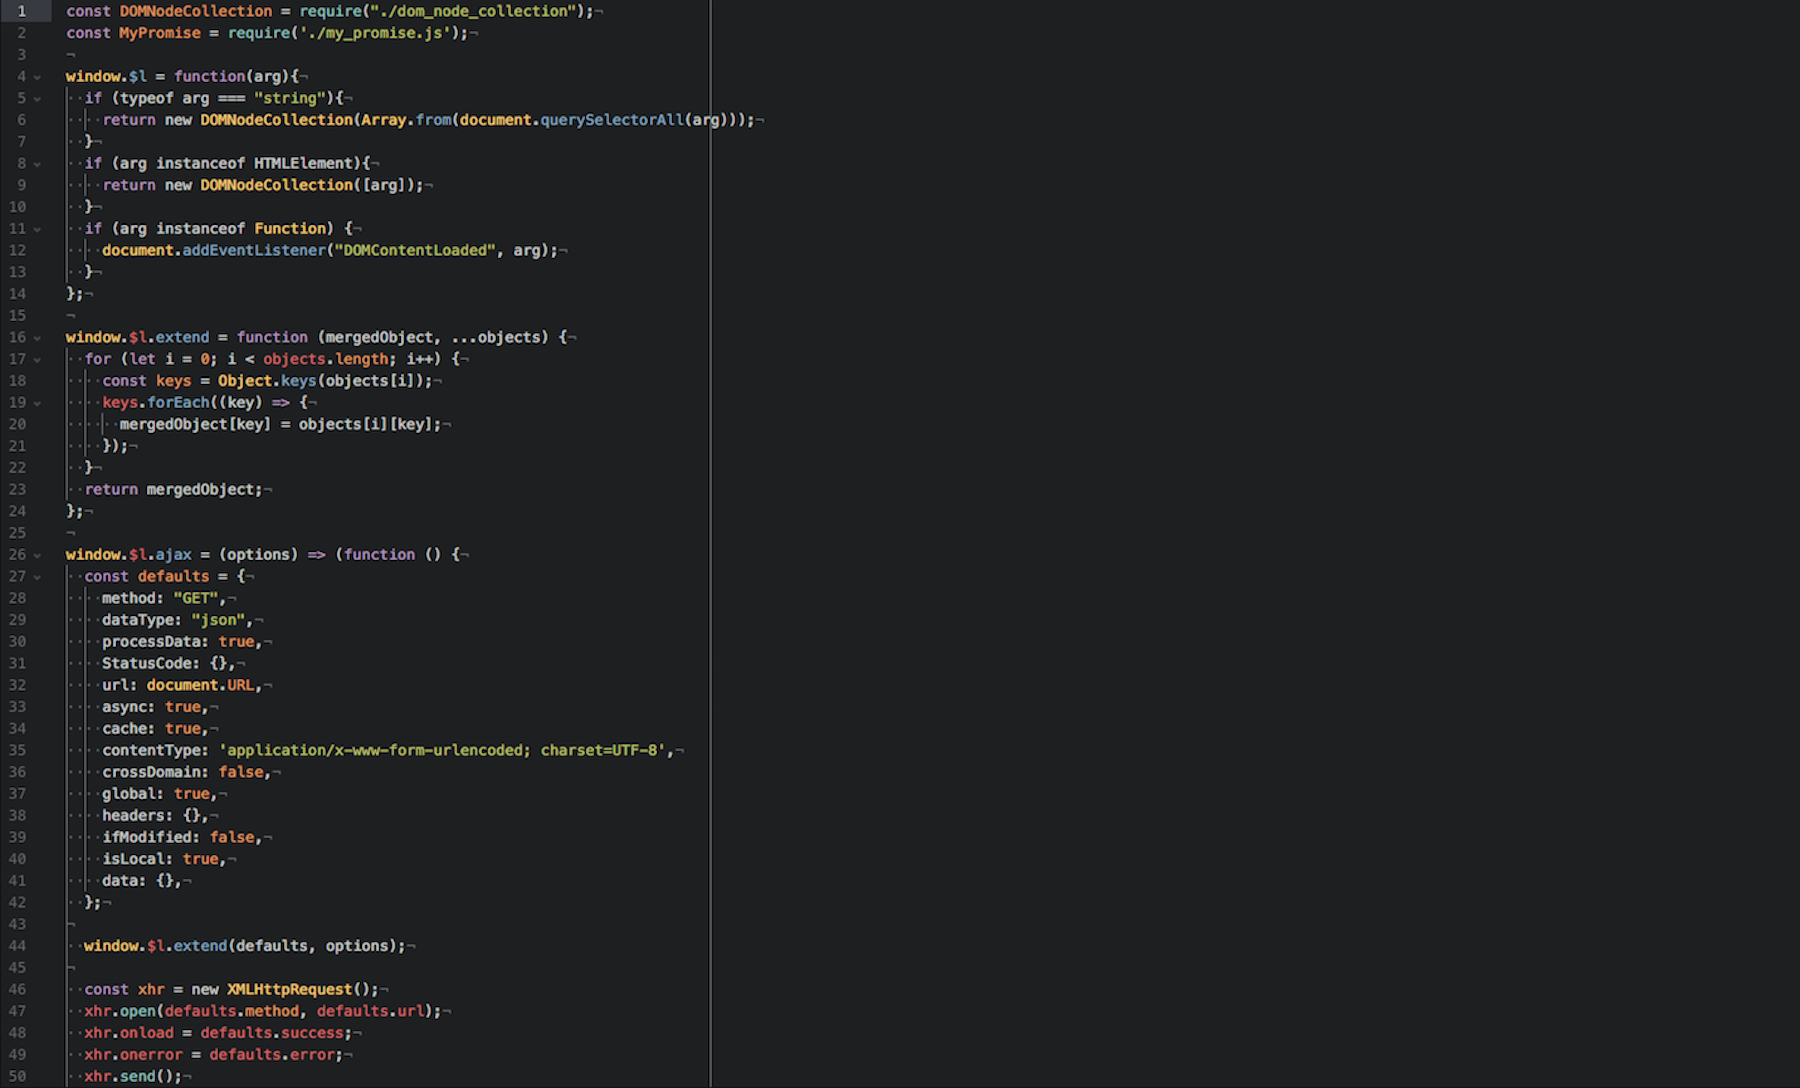 1 const DOMNodeCollection = require("./dom_node_collection");¬
2 const MyPromise = require('./my_promise.js');¬
3 ¬
4 window.$l = function(arg){¬
5 ··if (typeof arg === "string"){¬
6 ····return new DOMNodeCollection(Array.from(document.querySelectorAll(arg)));¬
7 ··}¬
8 ··if (arg instanceof HTMLElement){¬
9 ····return new DOMNodeCollection([arg]);¬
10 ··}¬
11 ··if (arg instanceof Function) {¬
12 ····document.addEventListener("DOMContentLoaded", arg);¬
13 ··}¬
14 };¬
15 ¬
16 window.$l.extend = function (mergedObject, ...objects) {¬
17 ··for (let i = 0; i < objects.length; i++) {¬
18 ····const keys = Object.keys(objects[i]);¬
19 ····keys.forEach((key) => {¬
20 ······mergedObject[key] = objects[i][key];¬
21 ····});¬
22 ··}¬
23 ··return mergedObject;¬
24 };¬
25 ¬
26 window.$l.ajax = (options) => (function () {¬
27 ··const defaults = {¬
28 ····method: "GET",¬
29 ····dataType: "json",¬
30 ····processData: true,¬
31 ····StatusCode: {},¬
32 ····url: document.URL,¬
33 ····async: true,¬
34 ····cache: true,¬
35 ····contentType: 'application/x-www-form-urlencoded; charset=UTF-8',¬
36 ····crossDomain: false,¬
37 ····global: true,¬
38 ····headers: {},¬
39 ····ifModified: false,¬
40 ····isLocal: true,¬
41 ····data: {},¬
42 ··};¬
43 ¬
44 ··window.$l.extend(defaults, options);¬
45 ¬
46 ··const xhr = new XMLHttpRequest();¬
47 ··xhr.open(defaults.method, defaults.url);¬
48 ··xhr.onload = defaults.success;¬
49 ··xhr.onerror = defaults.error;¬
50 ··xhr.send();¬